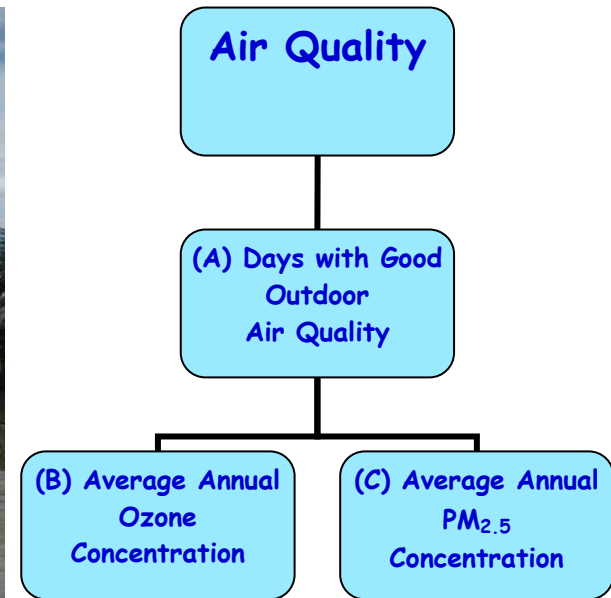 Air Quality
(A) Days with Good
Outdoor
Air Quality
(B) Average Annual
Ozone
Concentration
(C) Average Annual
PM₂.₅
Concentration